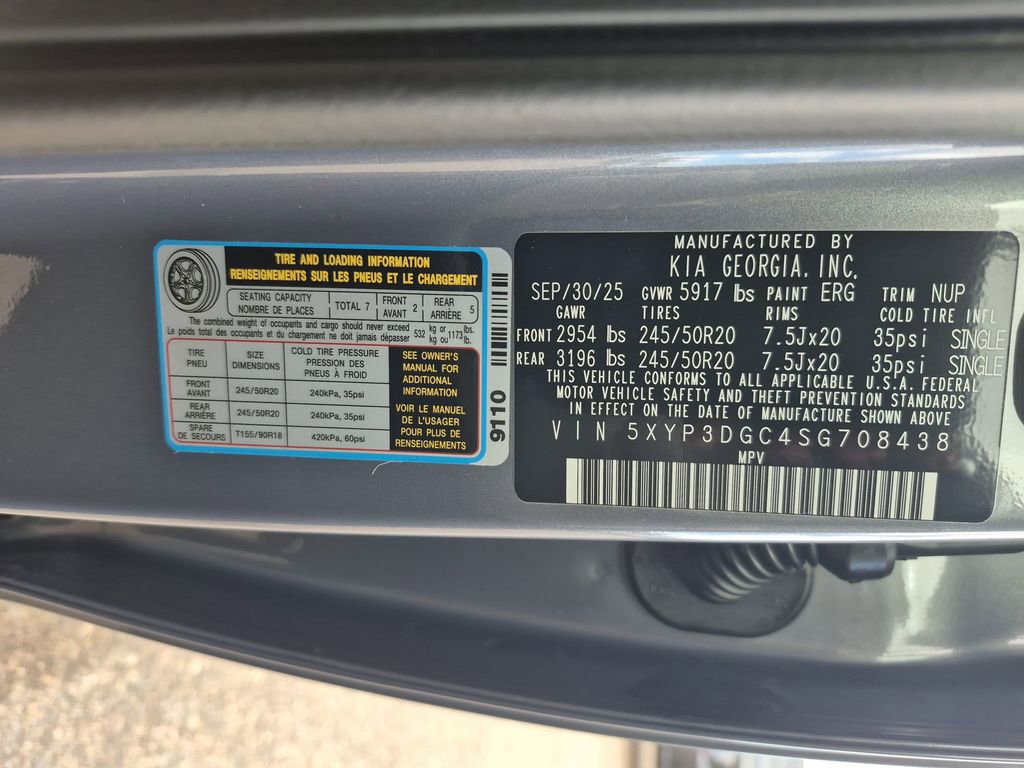 TIRE AND LOADING INFORMATION
RENSEIGNEMENTS SUR LES PNEUS ET LE CHARGEMENT
SEATING CAPACITY
NOMBRE DE PLACES
TOTAL 7
FRONT
AVANT 2
REAR
ARRIÈRE 5
The combined weight of occupants and cargo should never exceed 532 kg or 1173 lbs.
Le poids total des occupants et du chargement ne doit jamais dépasser 532 kg ou 1173 lb.
TIRE
PNEU
SIZE
DIMENSIONS
COLD TIRE PRESSURE
PRESSION DES
PNEUS À FROID
FRONT
AVANT
245/50R20
240kPa, 35psi
REAR
ARRIÈRE
245/50R20
240kPa, 35psi
SPARE
DE SECOURS
T155/90R18
420kPa, 60psi
SEE OWNER'S
MANUAL FOR
ADDITIONAL
INFORMATION
VOIR LE MANUEL
DE L'USAGER
POUR PLUS DE
RENSEIGNEMENTS
9110
MANUFACTURED BY
KIA GEORGIA, INC.
SEP/30/25 GVWR 5917 lbs PAINT ERG TRIM NUP
GAWR TIRES RIMS COLD TIRE INFL
FRONT 2954 lbs 245/50R20 7.5Jx20 35psi SINGLE
REAR 3196 lbs 245/50R20 7.5Jx20 35psi SINGLE
THIS VEHICLE CONFORMS TO ALL APPLICABLE U.S.A. FEDERAL
MOTOR VEHICLE SAFETY AND THEFT PREVENTION STANDARDS
IN EFFECT ON THE DATE OF MANUFACTURE SHOWN ABOVE
VIN 5XYP3DGC4SG708438
MPV